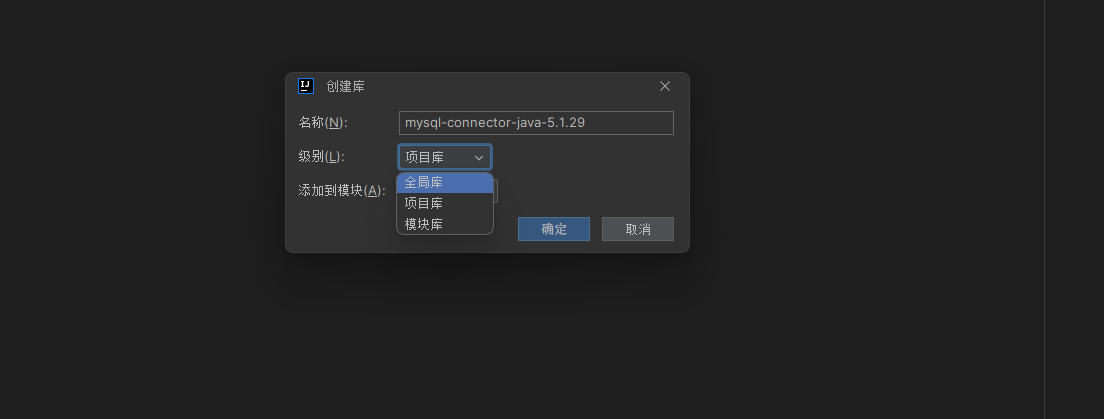 IJ
创建库
名称(N):
mysql-connector-java-5.1.29
级别(L):
项目库
添加到模块(A):
全局库
项目库
模块库
确定
取消